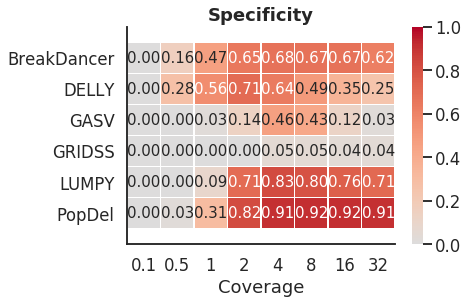 Specificity
1.0
BreakDancer 0.00 0.16 0.47 0.65 0.68 0.67 0.67 0.62
0.8
DELLY 0.00 0.28 0.56 0.71 0.64 0.49 0.35 0.25
0.6
GASV 0.00 0.00 0.03 0.14 0.46 0.43 0.12 0.03
GRIDSS 0.00 0.00 0.00 0.00 0.05 0.05 0.04 0.04
0.4
LUMPY 0.00 0.00 0.09 0.71 0.83 0.80 0.76 0.71
0.2
PopDel 0.00 0.03 0.31 0.82 0.91 0.92 0.92 0.91
0.0
0.1 0.5 1 2 4 8 16 32
Coverage